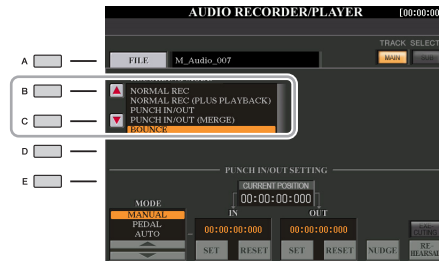 AUDIO RECORDER/PLAYER [00:00:00
TRACK SELECT
A FILE M_Audio_007 MAIN SUB
B NORMAL REC
NORMAL REC (PLUS PLAYBACK)
PUNCH IN/OUT
C PUNCH IN/OUT (MERGE)
BOUNCE
D
E PUNCH IN/OUT SETTING
CURRENT POSITION
00:00:00:000
MODE IN OUT
MANUAL
PEDAL 00:00:00:000 00:00:00:000
AUTO
SET RESET SET RESET NUDGE RE-
HEARSAL